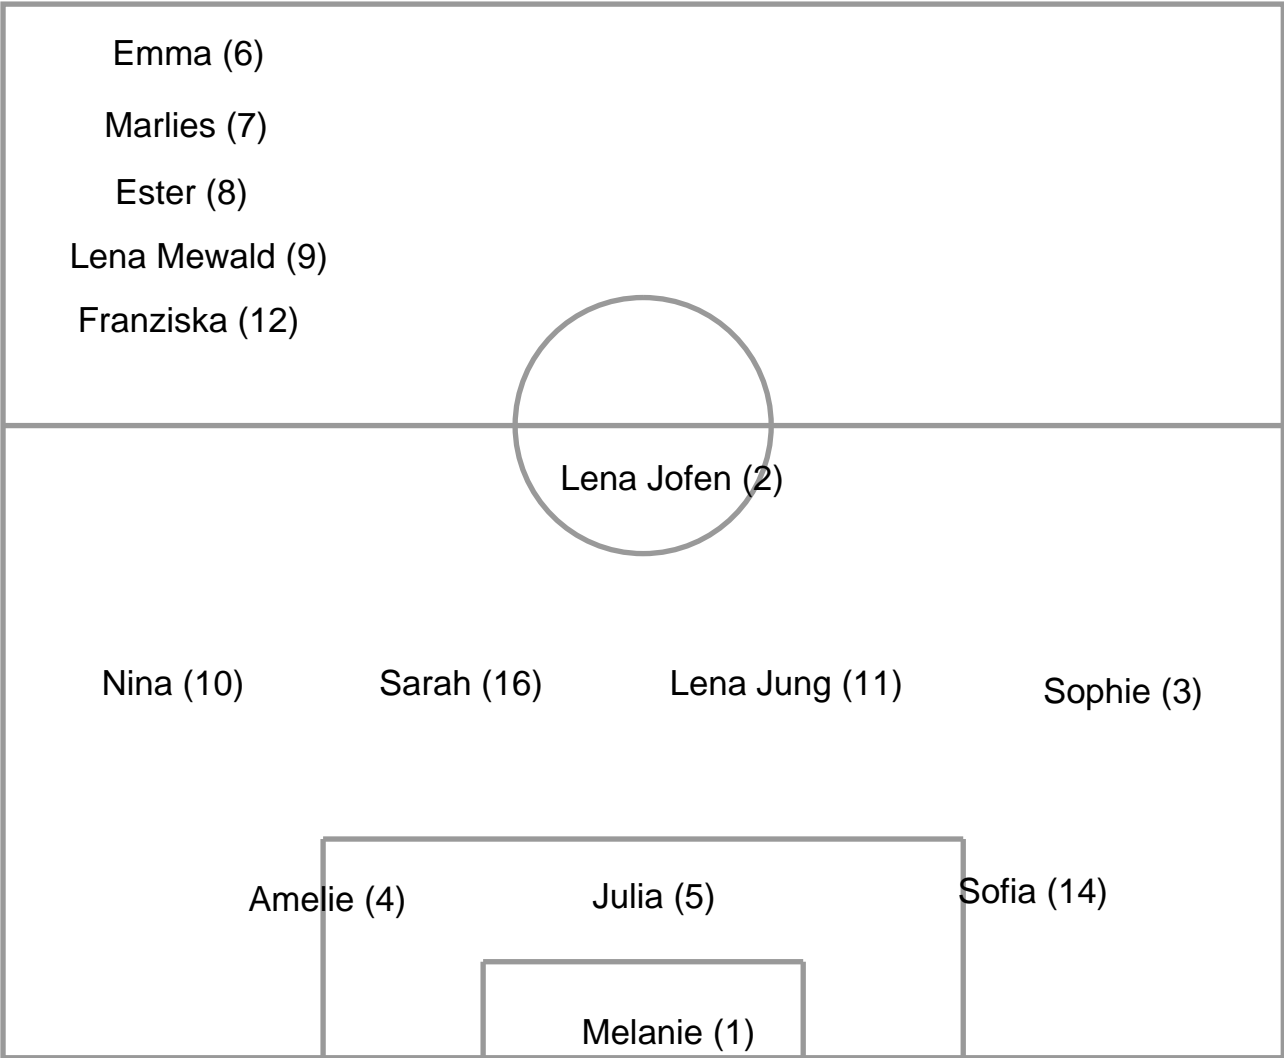 Emma (6)
Marlies (7)
Ester (8)
Lena Mewald (9)
Franziska (12)
Lena Jofen (2)
Nina (10)
Sarah (16)
Lena Jung (11)
Sophie (3)
Amelie (4)
Julia (5)
Sofia (14)
Melanie (1)